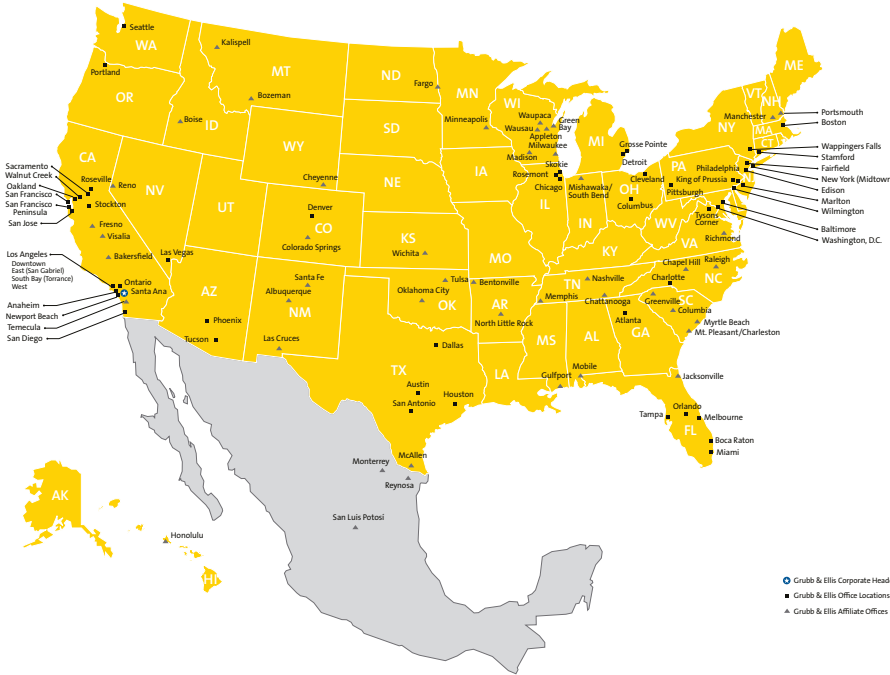 Seattle
WA
Kalispell
MT
ND
Fargo
MN
ME
Portland
OR
Bozeman
Boise
ID
SD
Minneapolis
WI
Waupaca
Green
Bay
Wausau
Appleton
Milwaukee
Madison
MI
Grosse Pointe
Detroit
VT
NH
NY
Manchester
MA
CT
Portsmouth
Boston
Wappingers Falls
Stamford
Fairfield
New York (Midtown
Edison
Marlton
Wilmington
Baltimore
Washington, D.C.
CA
Sacramento
Walnut Creek
Roseville
Oakland
San Francisco
San Francisco
Peninsula
San Jose
Stockton
Reno
NV
Fresno
Visalia
Bakersfield
Las Vegas
WY
Cheyenne
UT
Denver
CO
Colorado Springs
NE
IA
Skokie
Rosemont
Chicago
IL
Mishawaka/
South Bend
IN
OH
Cleveland
Columbus
PA
Philadelphia
King of Prussia
Pittsburgh
WV
Tysons
Corner
VA
Richmond
KS
Wichita
MO
KY
Los Angeles
Downtown
East (San Gabriel)
South Bay (Torrance)
West
Ontario
Santa Ana
Anaheim
Newport Beach
Temecula
San Diego
AZ
Phoenix
Tucson
Santa Fe
Albuquerque
NM
Las Cruces
Tulsa
Oklahoma City
OK
Bentonville
AR
North Little Rock
TN
Nashville
Memphis
Chattanooga
Chapel Hill
Raleigh
Charlotte
NC
Greenville
SC
Columbia
Myrtle Beach
Mt. Pleasant/Charleston
Atlanta
GA
AL
MS
LA
Mobile
Gulfport
Jacksonville
TX
Dallas
Austin
Houston
San Antonio
McAllen
Monterrey
Reynosa
San Luis Potosí
Tampa
Orlando
Melbourne
FL
Boca Raton
Miami
AK
Honolulu
HI
Grubb & Ellis Corporate Head
Grubb & Ellis Office Locations
Grubb & Ellis Affiliate Offices